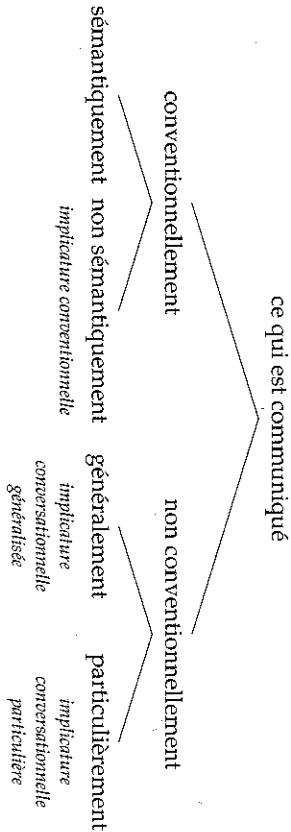 ce qui est communiqué
conventionnellement non conventionnellement
sémantiquement non sémantiquement généralement particulièrement
implicature conventionnelle implicature implicature
conversationnelle conversationnelle
généralisée particulière